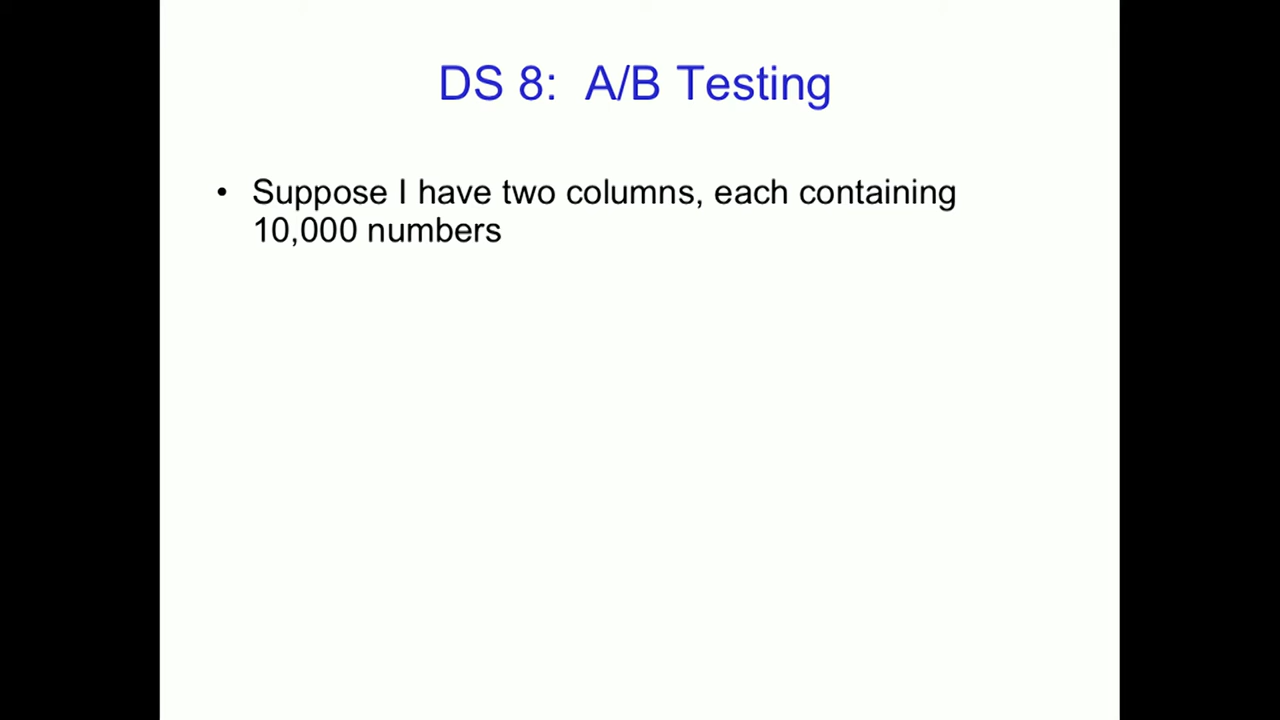 DS 8: A/B Testing
• Suppose I have two columns, each containing
10,000 numbers